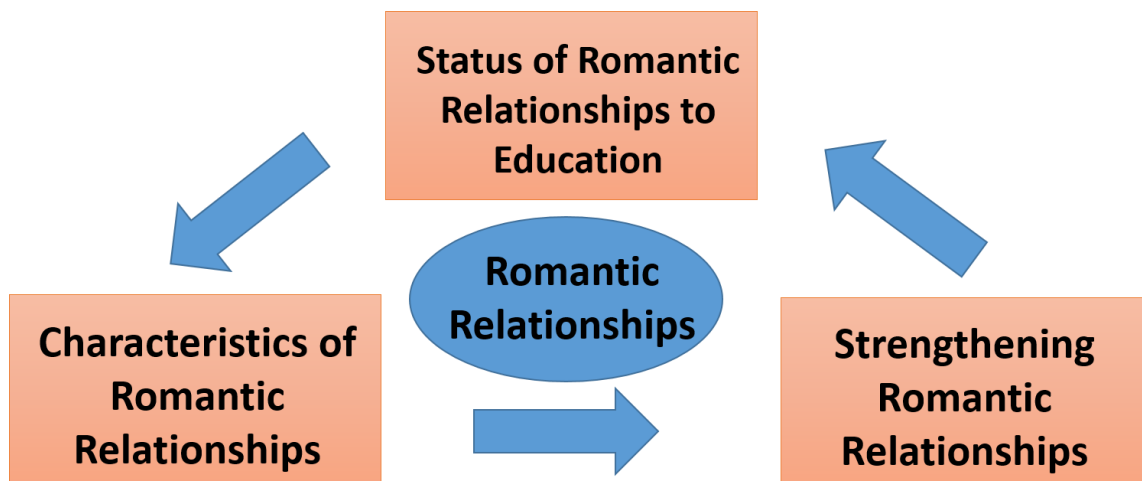 Status of Romantic
Relationships to
Education
Romantic
Relationships
Characteristics of
Romantic
Relationships
Strengthening
Romantic
Relationships